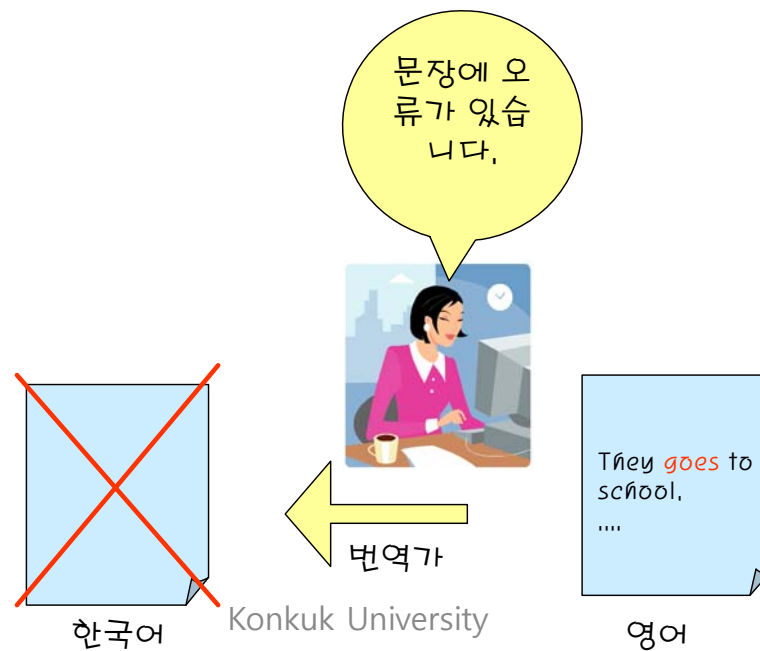 문장에 오
류가 있습
니다.
They goes to
school.
....
번역가
한국어
Konkuk University
영어